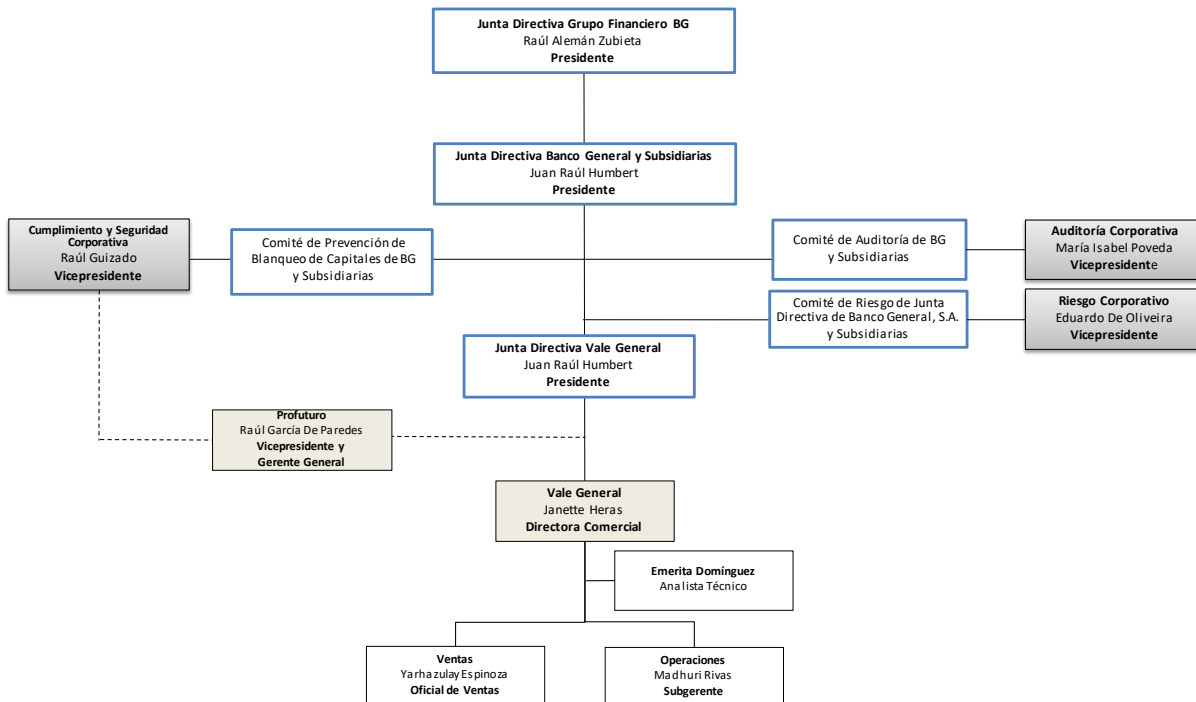 Junta Directiva Grupo Financiero BG
Raúl Alemán Zubieta
Presidente
Junta Directiva Banco General y Subsidiarias
Juan Raúl Humbert
Presidente
Cumplimiento y Seguridad
Corporativa
Raúl Guizado
Vicepresidente
Comité de Prevención de
Blanqueo de Capitales de BG
y Subsidiarias
Comité de Auditoría de BG
y Subsidiarias
Auditoría Corporativa
María Isabel Poveda
Vicepresidente
Comité de Riesgo de Junta
Directiva de Banco General, S.A.
y Subsidiarias
Riesgo Corporativo
Eduardo De Oliveira
Vicepresidente
Junta Directiva Vale General
Juan Raúl Humbert
Presidente
Profuturo
Raúl García De Paredes
Vicepresidente y
Gerente General
Vale General
Janette Heras
Directora Comercial
Emerita Domínguez
Analista Técnico
Ventas
Yarhazulay Espinoza
Oficial de Ventas
Operaciones
Madhuri Rivas
Subgerente